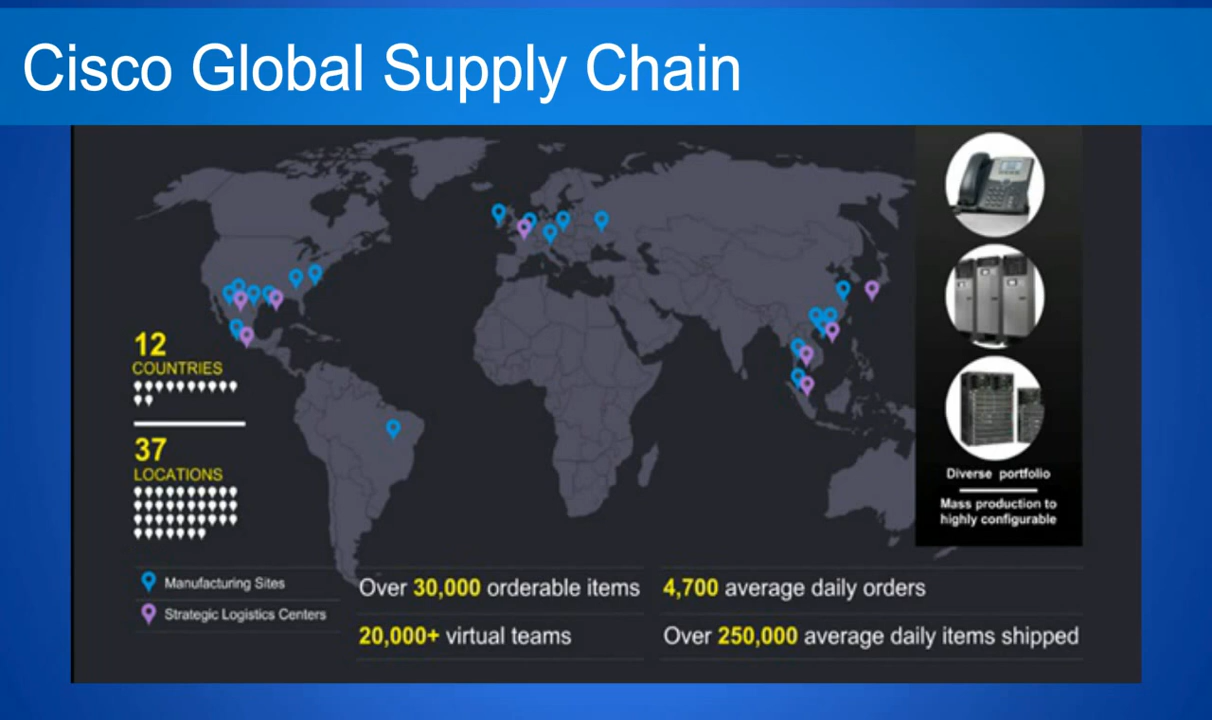 Cisco Global Supply Chain
12
COUNTRIES
37
LOCATIONS
Manufacturing Sites
Strategic Logistics Centers
Over 30,000 orderable items
20,000+ virtual teams
4,700 average daily orders
Over 250,000 average daily items shipped
Diverse portfolio
Mass production to
highly configurable